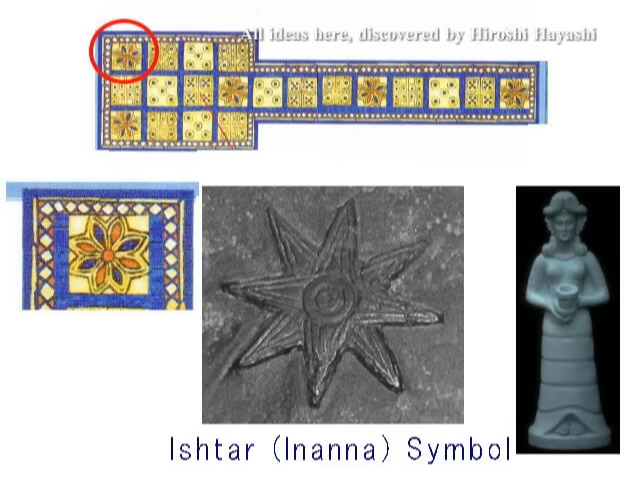 All ideas here, discovered by Hiroshi Hayashi
Ishtar (Inanna) Symbol